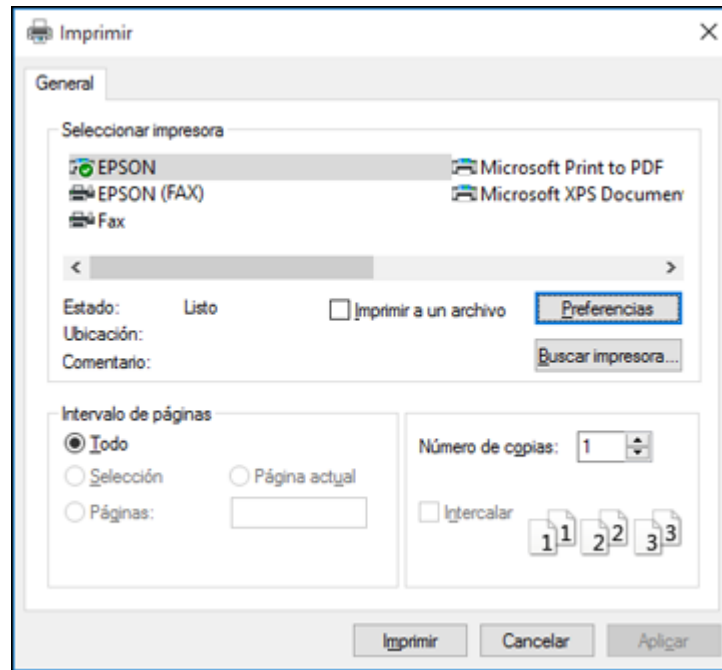 Imprimir
General
Seleccionar impresora
EPSON
Microsoft Print to PDF
EPSON (FAX)
Microsoft XPS Documen
Fax
Estado: Listo
Imprimir a un archivo
Preferencias
Ubicación:
Comentario:
Buscar impresora...
Intervalo de páginas
Todo
Selección
Página actual
Páginas:
Número de copias: 1
Intercalar
1 1 2 2 3 3
Imprimir
Cancelar
Aplicar